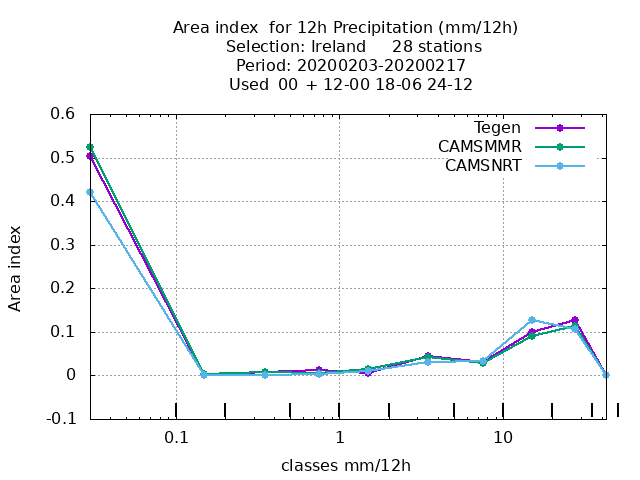 Area index  for 12h Precipitation (mm/12h)
Selection: Ireland     28 stations
Period: 20200203-20200217
Used  00  + 12-00 18-06 24-12
Tegen
CAMSMMR
CAMSNRT
0.6
0.5
0.4
0.3
0.2
0.1
0
-0.1
Area index
0.1
1
10
classes mm/12h